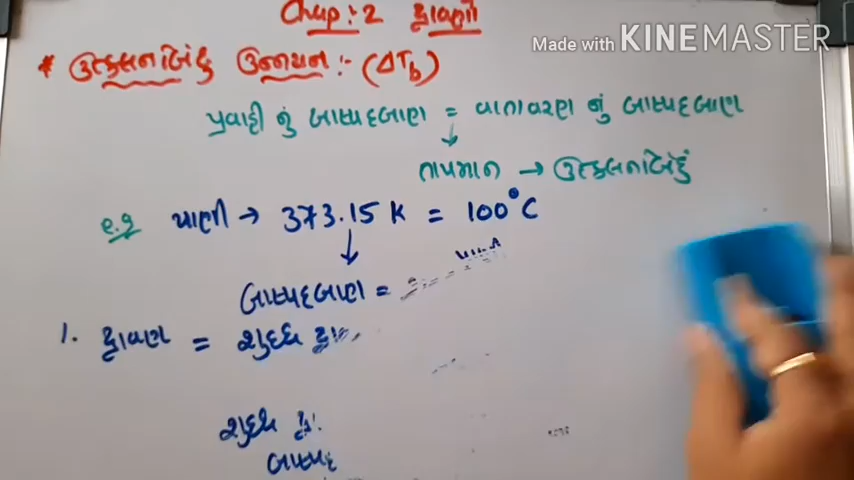 Chap:2 દ્રાવણો
Made with KINEMASTER
* ઉત્કલનબિંદુ ઉન્નયન :- (ΔTb)
પ્રવાહી નું બાષ્પદબાણ = વાતાવરણ નું બાષ્પદબાણ
↓
તાપમાન → ઉત્કલનબિંદુ
e.g પાણી → 373.15 K = 100°C
↓
બાષ્પદબાણ =
1. દ્રાવણ = શુદ્ધ
શુદ્ધ
બાષ્પદ